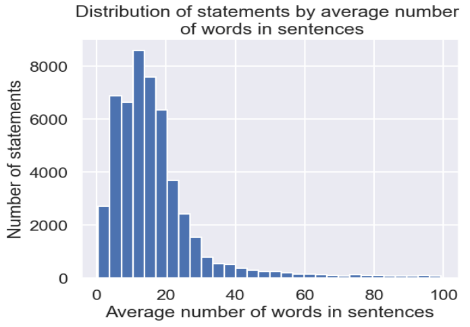 Distribution of statements by average number
of words in sentences
8000
6000
4000
2000
0
Number of statements
0 20 40 60 80 100
Average number of words in sentences